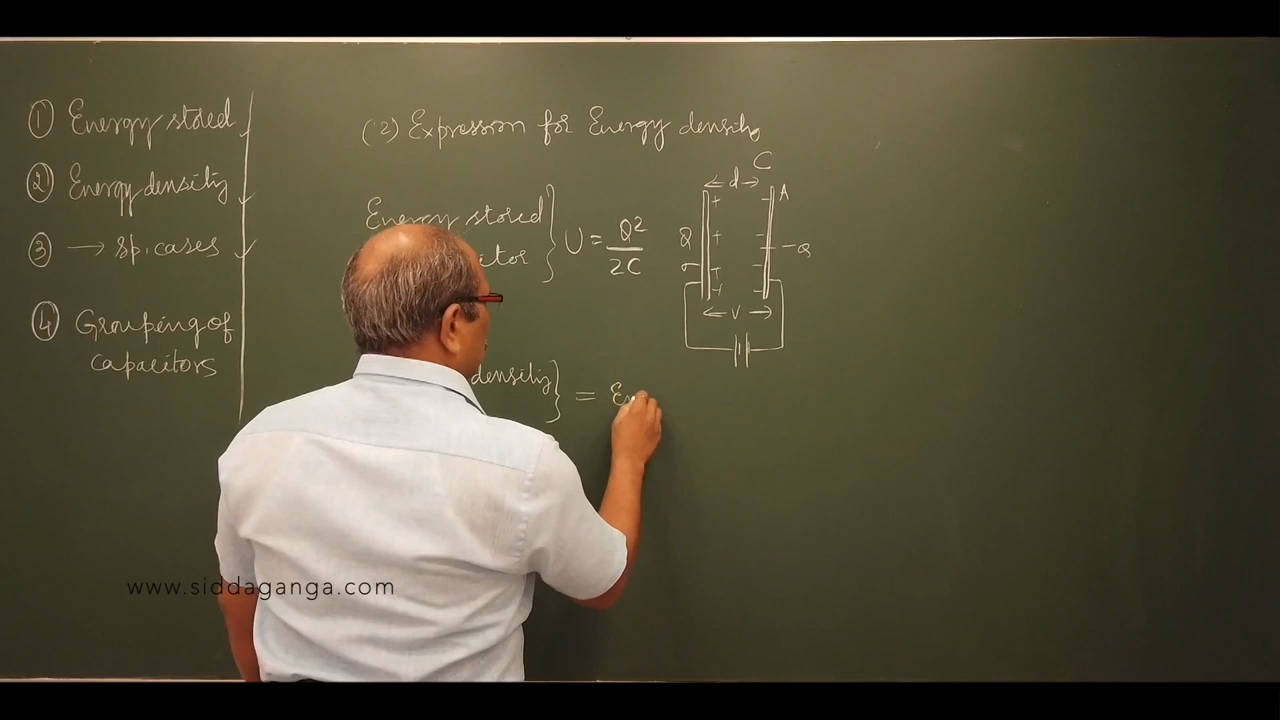 ① Energy stored
② Energy density
③ → sp. cases
④ Grouping of
capacitors
(2) Expression for Energy density
Energy stored
U = Q²/2C
density } =
C
← d →
A
+ + + +
- - - -
Q
-Q
σ
← V →
www.siddaganga.com